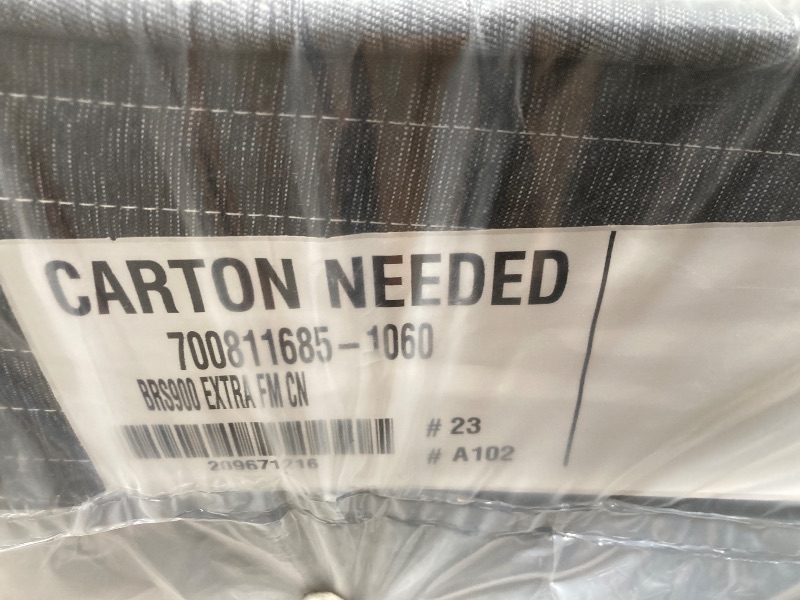 CARTON NEEDED
700811685-1060
BRS900 EXTRA FM CN
# 23
209671216
# A102